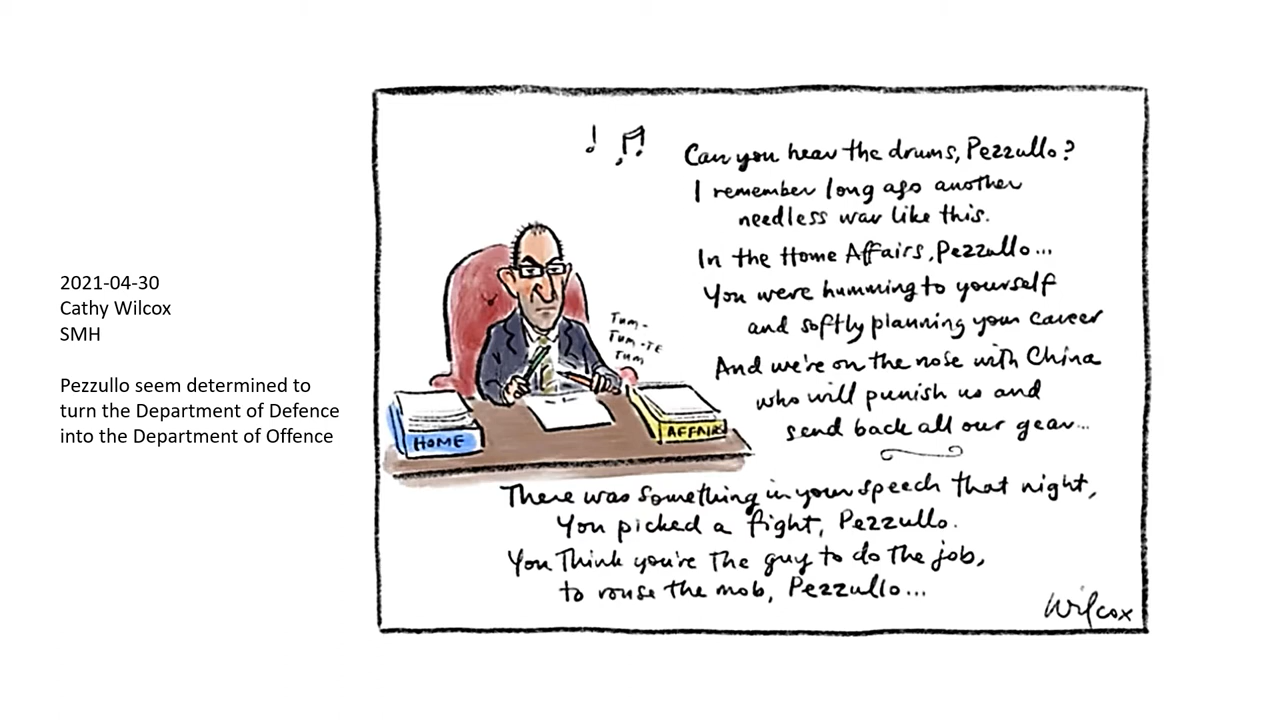 2021-04-30
Cathy Wilcox
SMH
Pezzullo seem determined to
turn the Department of Defence
into the Department of Offence
Can you hear the drums, Pezzullo?
I remember long ago another
needless war like this.
In the Home Affairs, Pezzullo...
You were humming to yourself
and softly planning your career
And we're on the nose with China
who will punish us and
send back all our gear...
TUM-
TUM-TE
TUM
HOME
AFFAIRS
There was something in your speech that night,
You picked a fight, Pezzullo.
You think you're the guy to do the job,
to rouse the mob, Pezzullo...
Wilcox